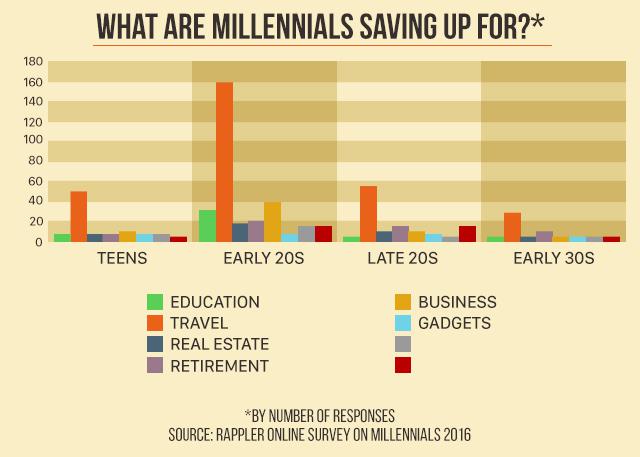 WHAT ARE MILLENNIALS SAVING UP FOR?*
180
160
140
120
100
80
60
40
20
0
TEENS
EARLY 20S
LATE 20S
EARLY 30S
EDUCATION
TRAVEL
REAL ESTATE
RETIREMENT
BUSINESS
GADGETS
*BY NUMBER OF RESPONSES
SOURCE: RAPPLER ONLINE SURVEY ON MILLENNIALS 2016